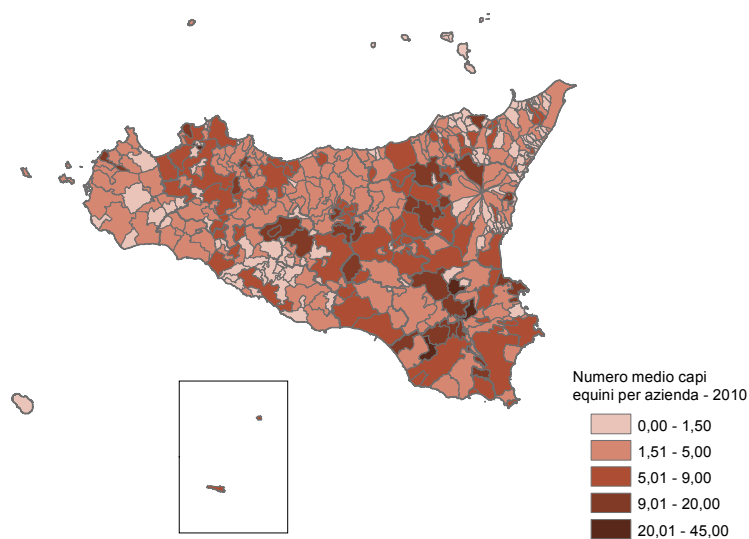 Numero medio capi
equini per azienda - 2010
0,00 - 1,50
1,51 - 5,00
5,01 - 9,00
9,01 - 20,00
20,01 - 45,00